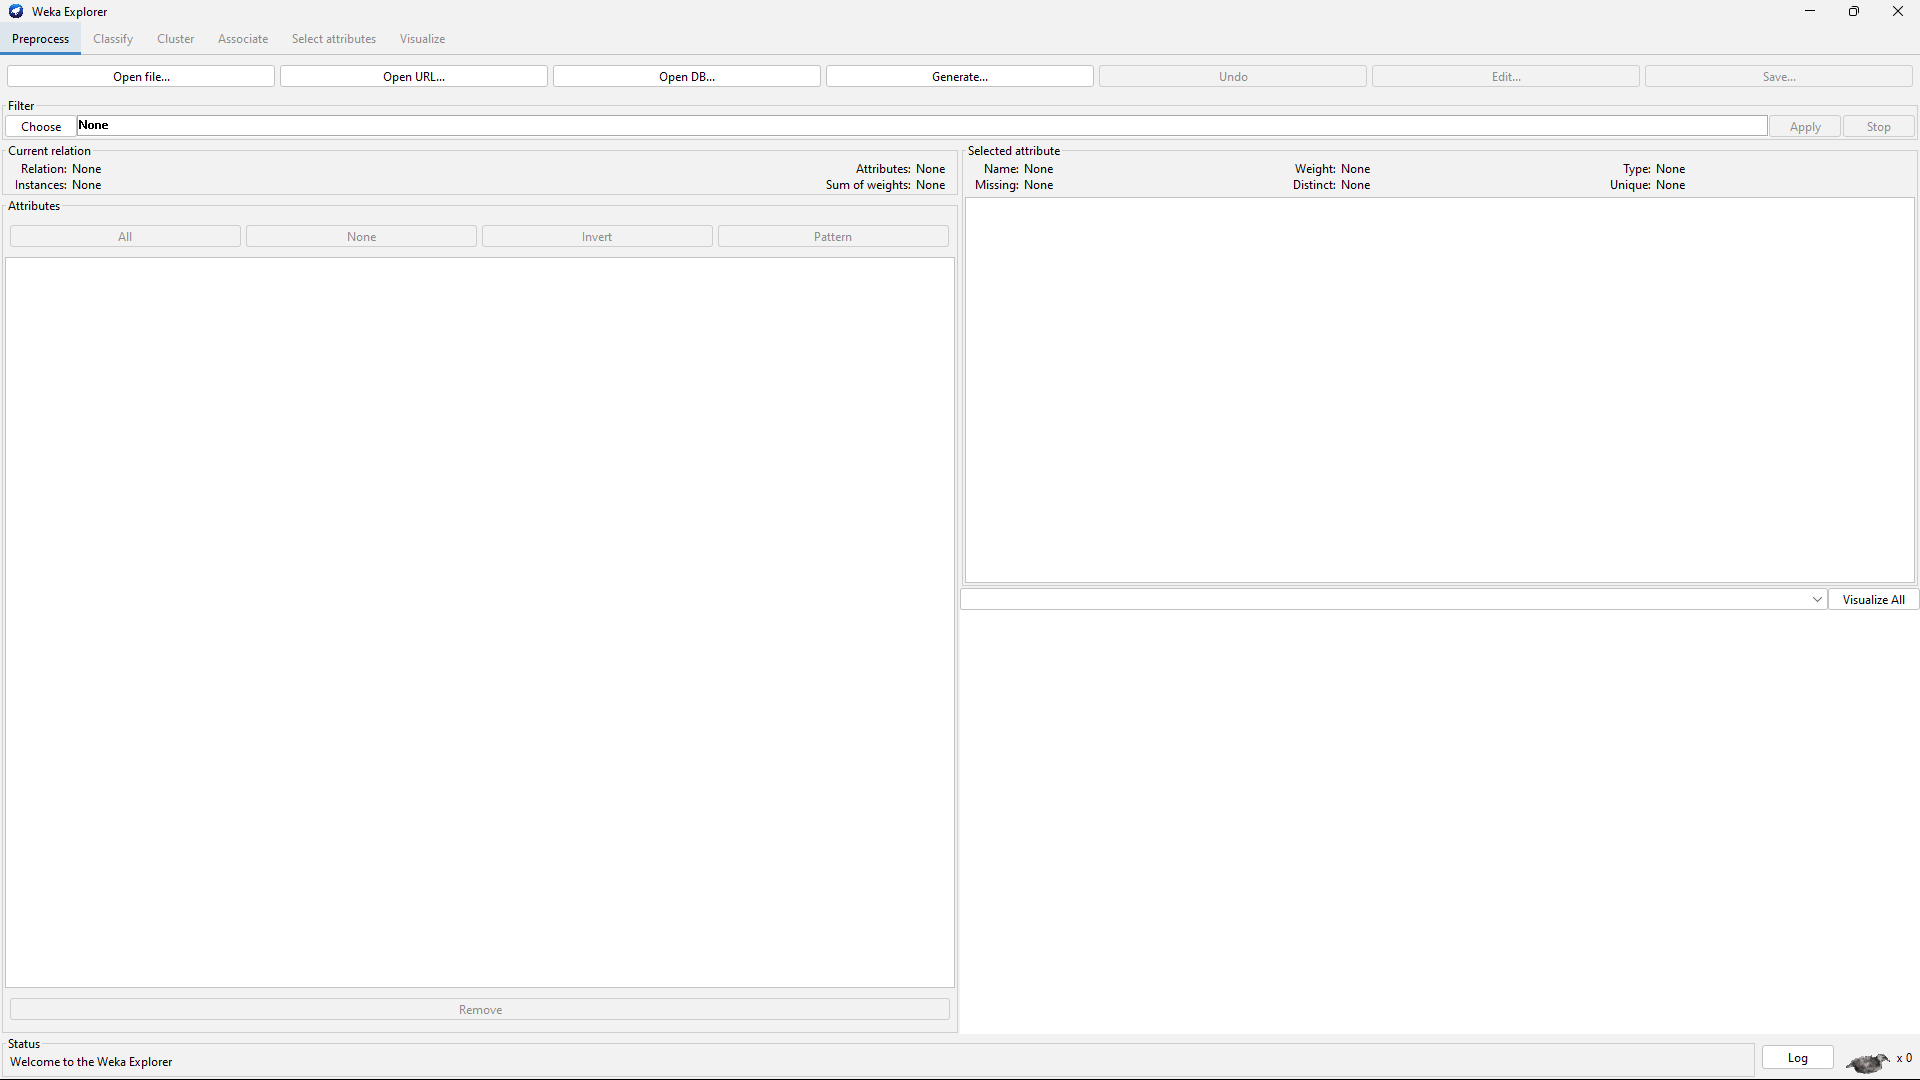 Weka Explorer
Preprocess Classify Cluster Associate Select attributes Visualize
Open file... Open URL... Open DB... Generate... Undo Edit... Save...
Filter
Choose None Apply Stop
Current relation
Relation: None Attributes: None
Instances: None Sum of weights: None
Selected attribute
Name: None Weight: None Type: None
Missing: None Distinct: None Unique: None
Attributes
All None Invert Pattern
Visualize All
Remove
Status
Welcome to the Weka Explorer
Log x 0